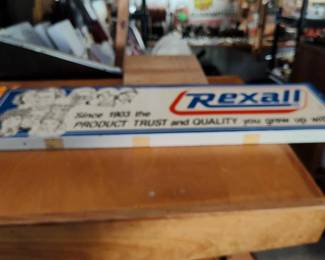 Rexall
Since 1903 the
PRODUCT TRUST and QUALITY you grew up